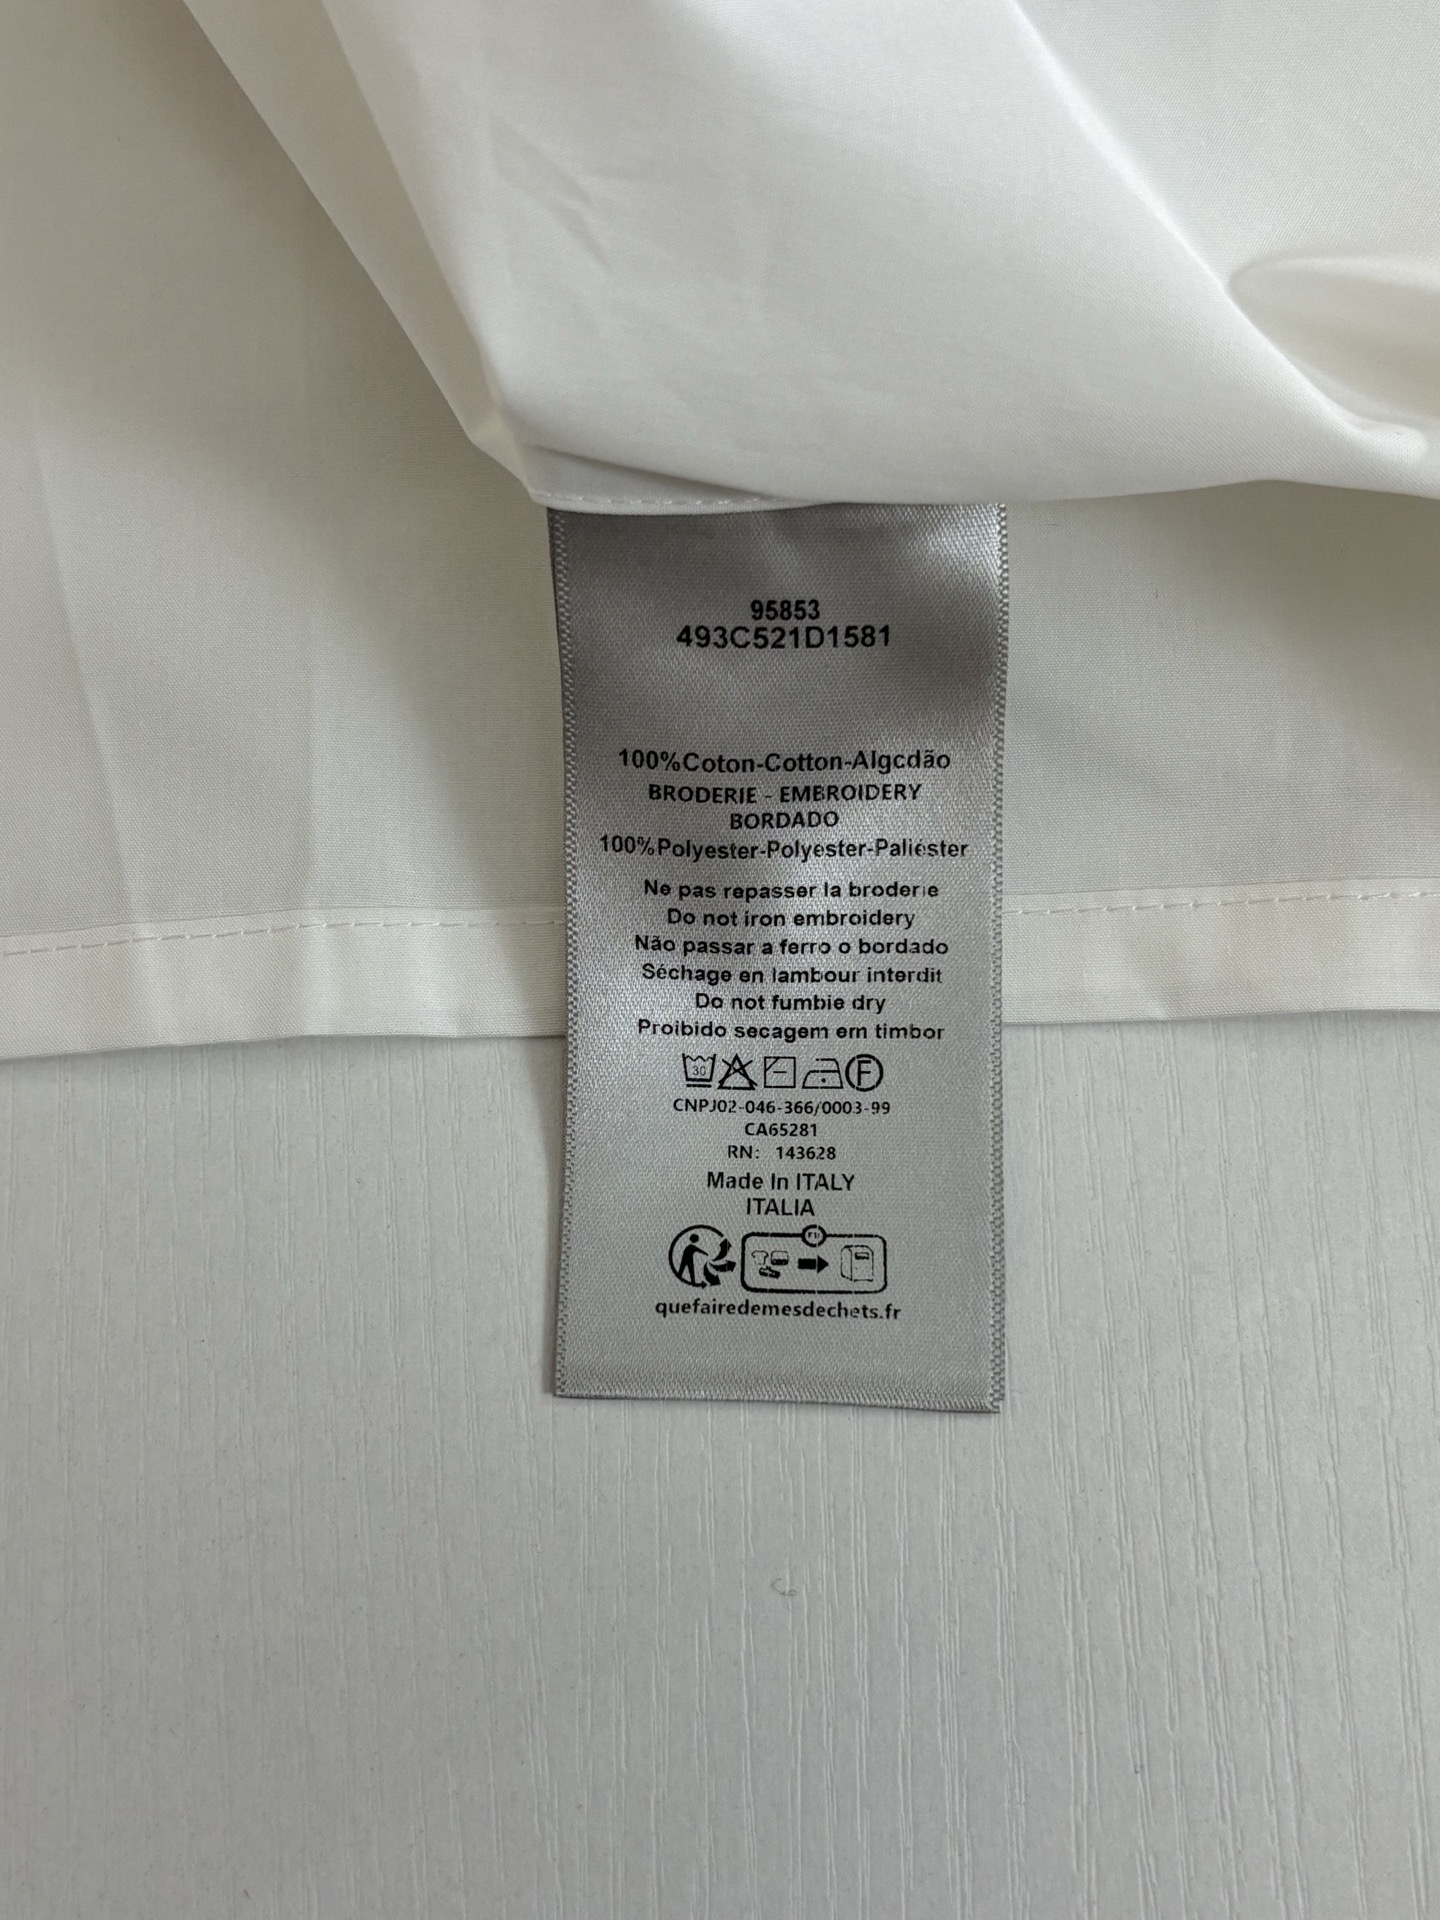 95853
493C521D1581
100%Coton-Cotton-Algcdão
BRODERIE - EMBROIDERY
BORDADO
100%Polyester-Polyester-Paliéster
Ne pas repasser la broderie
Do not iron embroidery
Não passar a ferro o bordado
Séchage en lambour interdit
Do not fumbie dry
Proibido secagem em timbor
30 F
CNPJ02-046-366/0003-99
CA65281
RN: 143628
Made In ITALY
ITALIA
quefairedemesdechets.fr